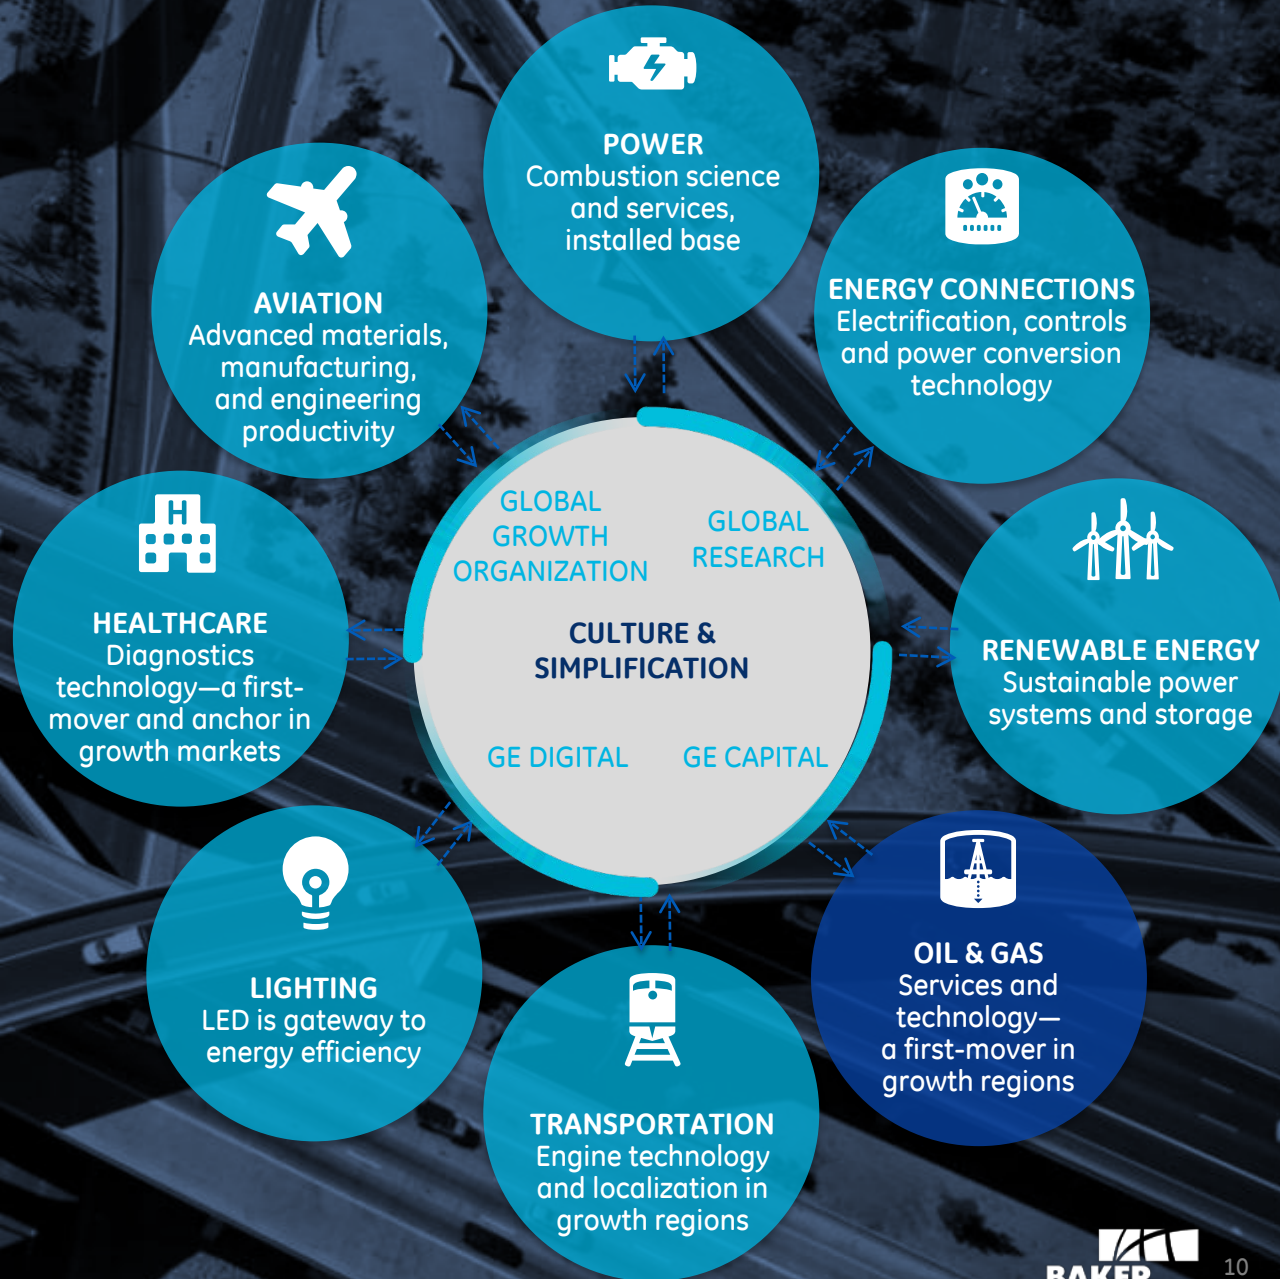 POWER
Combustion science
and services,
installed base
ENERGY CONNECTIONS
Electrification, controls
and power conversion
technology
AVIATION
Advanced materials,
manufacturing,
and engineering
productivity
GLOBAL
GROWTH
ORGANIZATION
GLOBAL
RESEARCH
CULTURE &
SIMPLIFICATION
GE DIGITAL
GE CAPITAL
H
HEALTHCARE
Diagnostics
technology—a first-
mover and anchor in
growth markets
RENEWABLE ENERGY
Sustainable power
systems and storage
LIGHTING
LED is gateway to
energy efficiency
OIL & GAS
Services and
technology—
a first-mover in
growth regions
TRANSPORTATION
Engine technology
and localization in
growth regions
BAKER
10